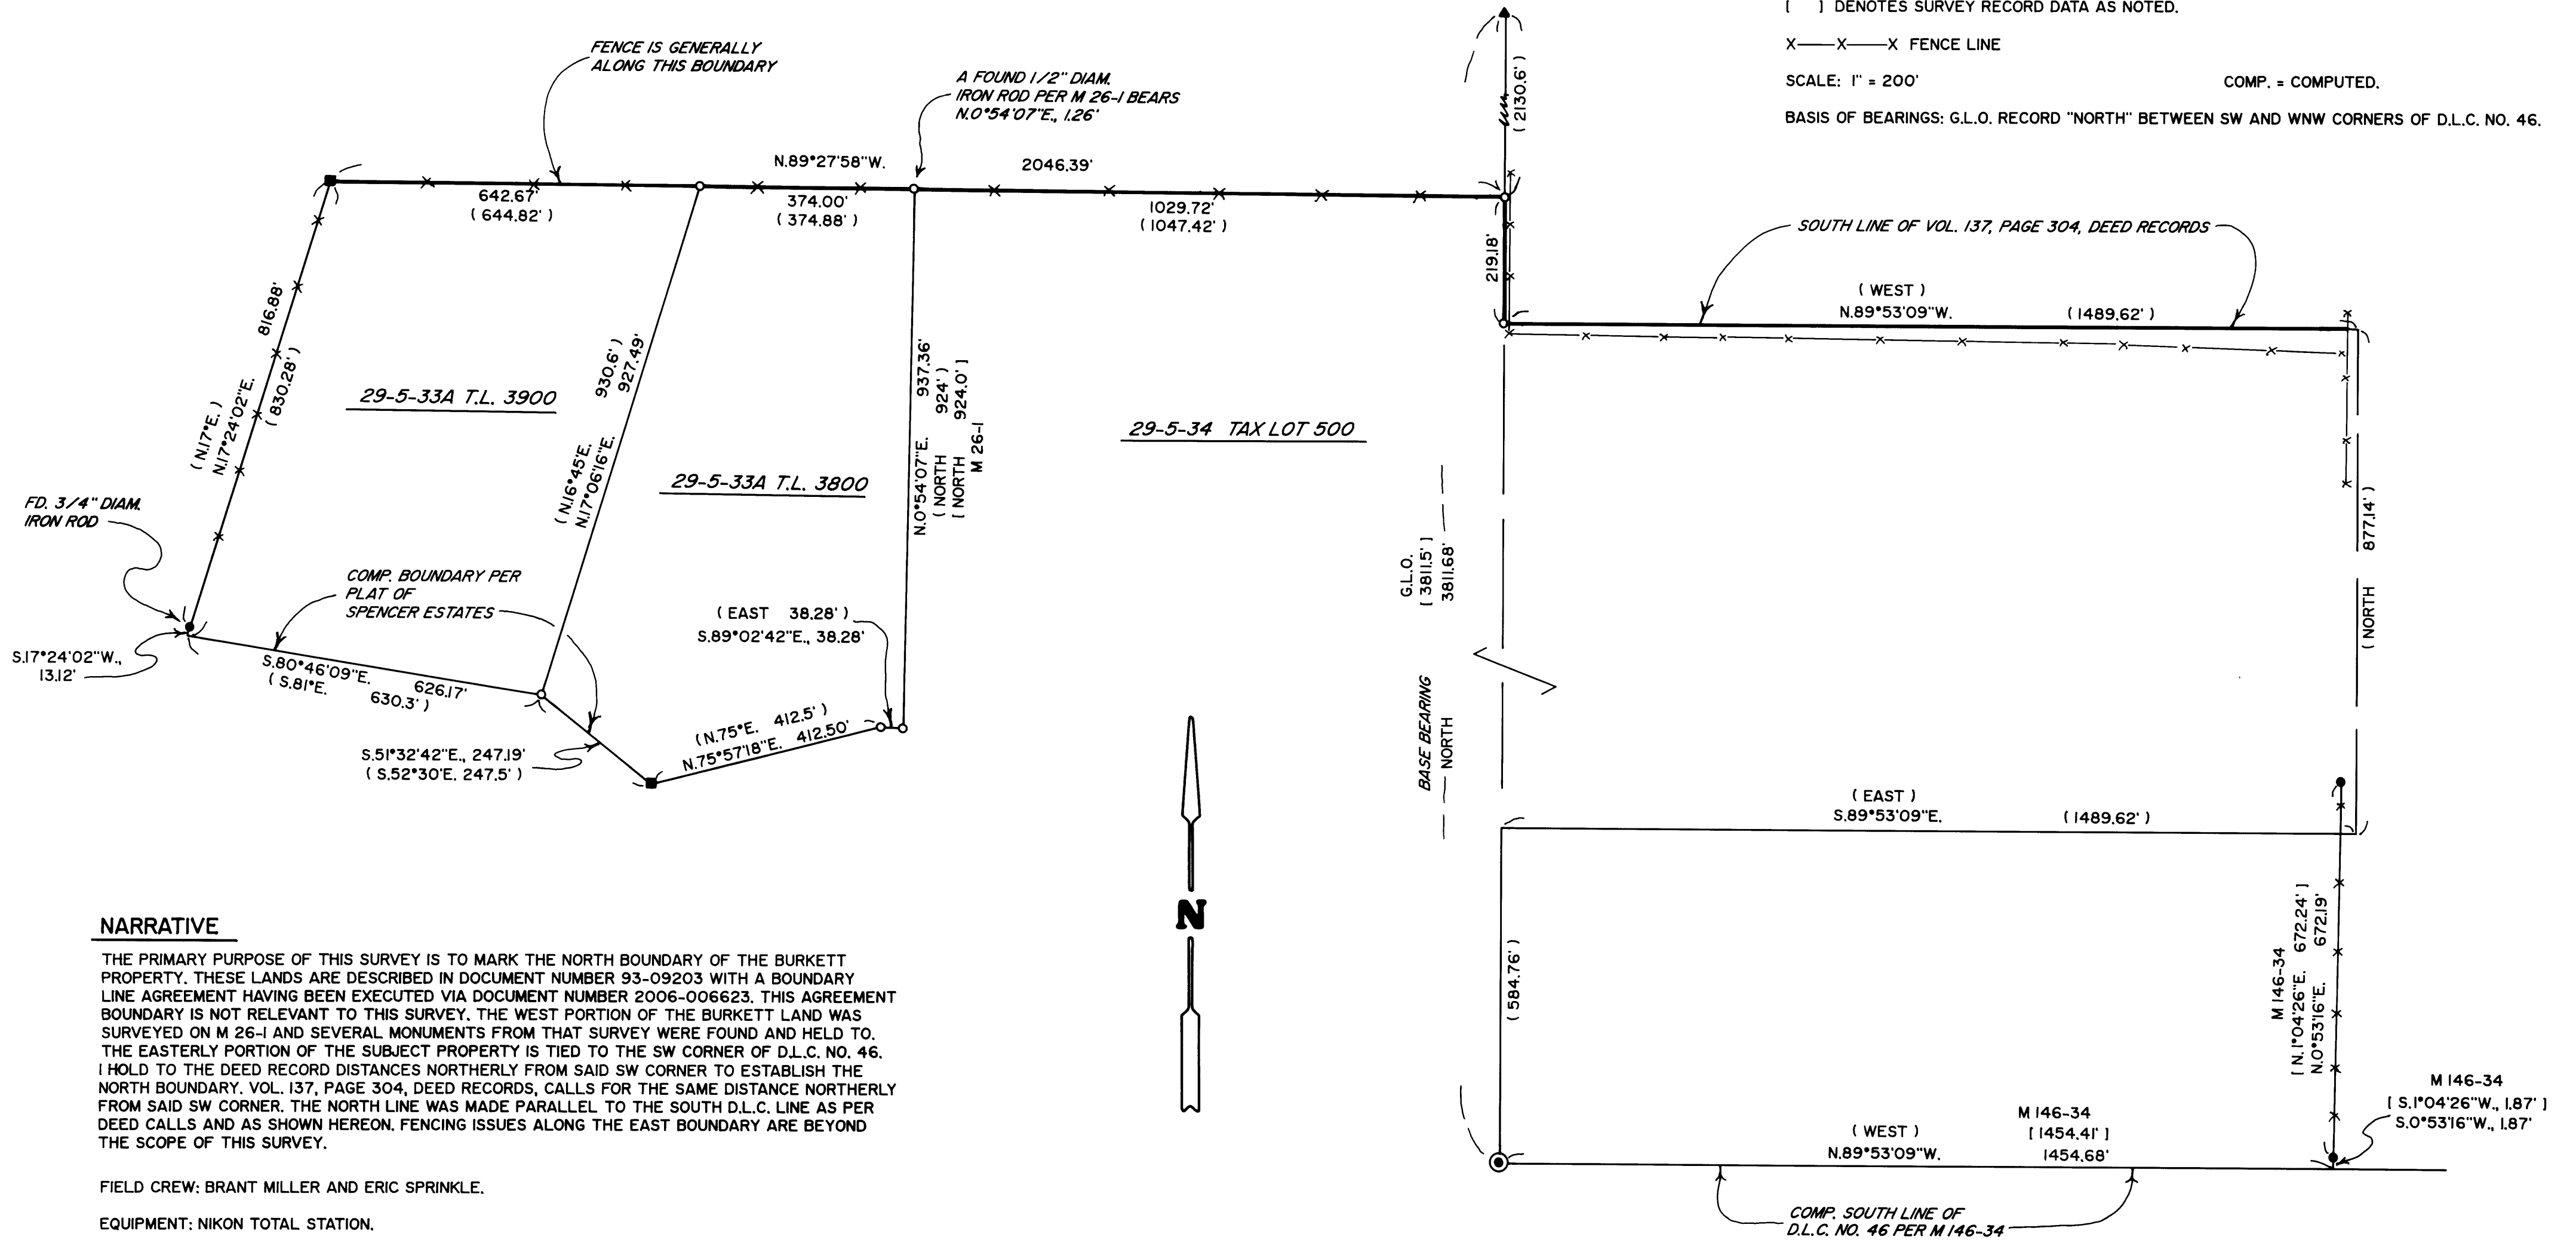 [ ] DENOTES SURVEY RECORD DATA AS NOTED.
X——X——X FENCE LINE
SCALE: 1" = 200'
COMP. = COMPUTED.
BASIS OF BEARINGS: G.L.O. RECORD "NORTH" BETWEEN SW AND WNW CORNERS OF D.L.C. NO. 46.
FENCE IS GENERALLY
ALONG THIS BOUNDARY
A FOUND 1/2" DIAM.
IRON ROD PER M 26-1 BEARS
N.0°54'07"E., 1.26'
( 2130.6' )
N.89°27'58"W.
2046.39'
642.67'
( 644.82' )
374.00'
( 374.88' )
1029.72'
( 1047.42' )
219.18'
SOUTH LINE OF VOL. 137, PAGE 304, DEED RECORDS
( WEST )
N.89°53'09"W.
( 1489.62' )
816.88'
( 830.28' )
( N.17°E. )
N.17°24'02"E.
930.6' )
927.49'
( N.16°45'E.
N.17°06'16"E.
N.0°54'07"E. 937.36'
( NORTH 924' )
[ NORTH 924.0' ]
M 26-1
29-5-33A T.L. 3900
29-5-33A T.L. 3800
29-5-34 TAX LOT 500
FD. 3/4" DIAM.
IRON ROD
COMP. BOUNDARY PER
PLAT OF
SPENCER ESTATES
( EAST 38.28' )
S.89°02'42"E., 38.28'
G.L.O.
[ 3811.5' ]
3811.68'
( NORTH 877.14' )
S.17°24'02"W.,
13.12'
S.80°46'09"E. 626.17'
( S.81°E. 630.3' )
S.51°32'42"E., 247.19'
( S.52°30'E. 247.5' )
( N.75°E. 412.5' )
N.75°57'18"E. 412.50'
BASE BEARING
NORTH
( EAST )
S.89°53'09"E.
( 1489.62' )
N
( 584.76' )
M 146-34
[ N.1°04'26"E. 672.24' ]
N.0°53'16"E. 672.19'
M 146-34
[ S.1°04'26"W., 1.87' ]
S.0°53'16"W., 1.87'
M 146-34
( WEST )
[ 1454.41' ]
N.89°53'09"W.
1454.68'
COMP. SOUTH LINE OF
D.L.C. NO. 46 PER M 146-34
NARRATIVE
THE PRIMARY PURPOSE OF THIS SURVEY IS TO MARK THE NORTH BOUNDARY OF THE BURKETT
PROPERTY. THESE LANDS ARE DESCRIBED IN DOCUMENT NUMBER 93-09203 WITH A BOUNDARY
LINE AGREEMENT HAVING BEEN EXECUTED VIA DOCUMENT NUMBER 2006-006623. THIS AGREEMENT
BOUNDARY IS NOT RELEVANT TO THIS SURVEY. THE WEST PORTION OF THE BURKETT LAND WAS
SURVEYED ON M 26-1 AND SEVERAL MONUMENTS FROM THAT SURVEY WERE FOUND AND HELD TO.
THE EASTERLY PORTION OF THE SUBJECT PROPERTY IS TIED TO THE SW CORNER OF D.L.C. NO. 46.
I HOLD TO THE DEED RECORD DISTANCES NORTHERLY FROM SAID SW CORNER TO ESTABLISH THE
NORTH BOUNDARY. VOL. 137, PAGE 304, DEED RECORDS, CALLS FOR THE SAME DISTANCE NORTHERLY
FROM SAID SW CORNER. THE NORTH LINE WAS MADE PARALLEL TO THE SOUTH D.L.C. LINE AS PER
DEED CALLS AND AS SHOWN HEREON. FENCING ISSUES ALONG THE EAST BOUNDARY ARE BEYOND
THE SCOPE OF THIS SURVEY.
FIELD CREW: BRANT MILLER AND ERIC SPRINKLE.
EQUIPMENT: NIKON TOTAL STATION.